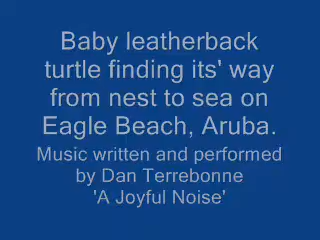 Baby leatherback
turtle finding its' way
from nest to sea on
Eagle Beach, Aruba.
Music written and performed
by Dan Terrebonne
'A Joyful Noise'